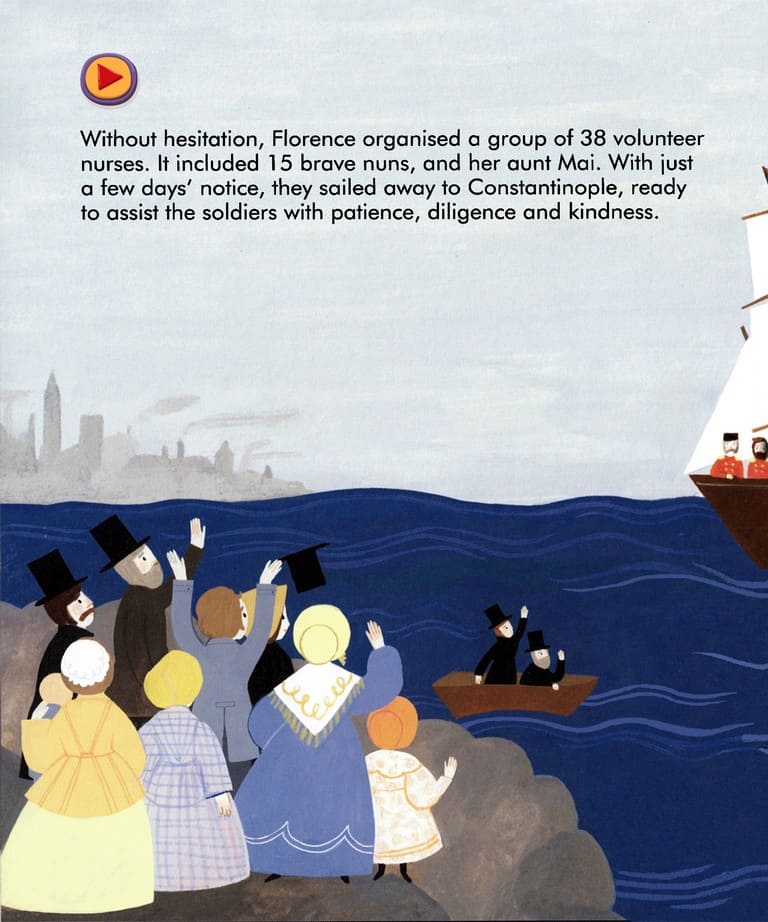 Without hesitation, Florence organised a group of 38 volunteer
nurses. It included 15 brave nuns, and her aunt Mai. With just
a few days’ notice, they sailed away to Constantinople, ready
to assist the soldiers with patience, diligence and kindness.